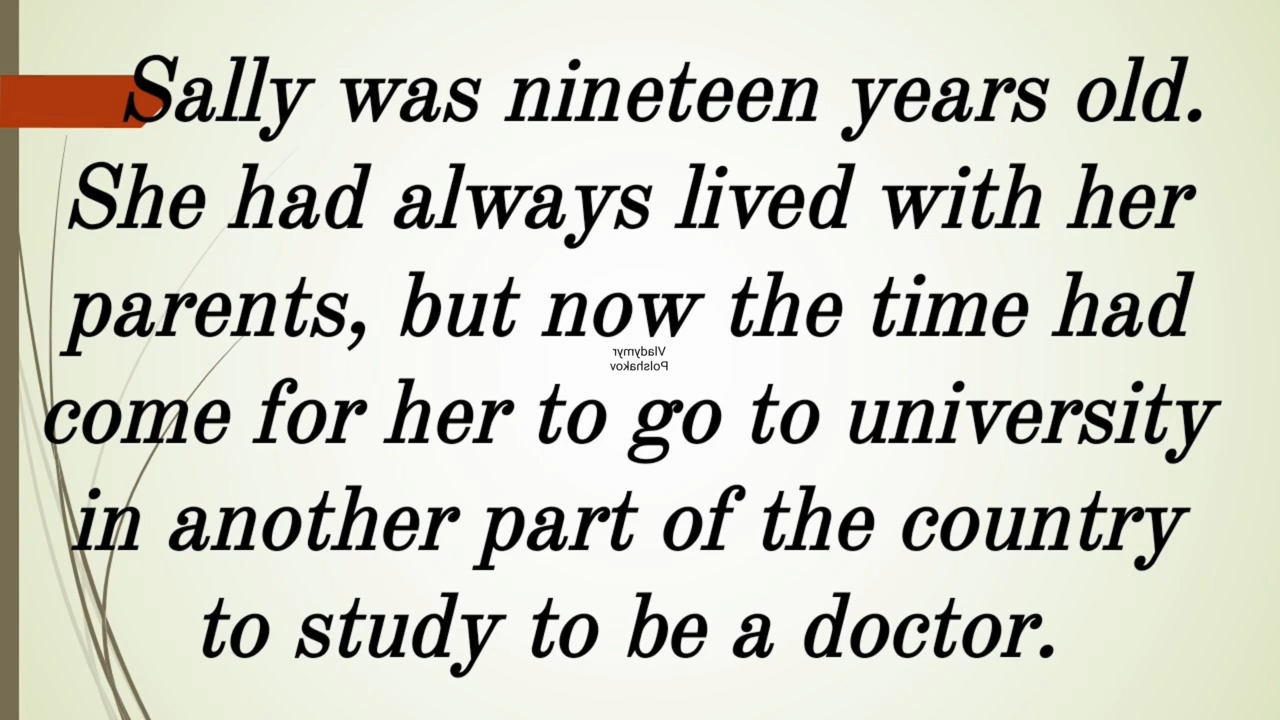 Sally was nineteen years old.
She had always lived with her
parents, but now the time had
Vladymyr
Polshakov
come for her to go to university
in another part of the country
to study to be a doctor.